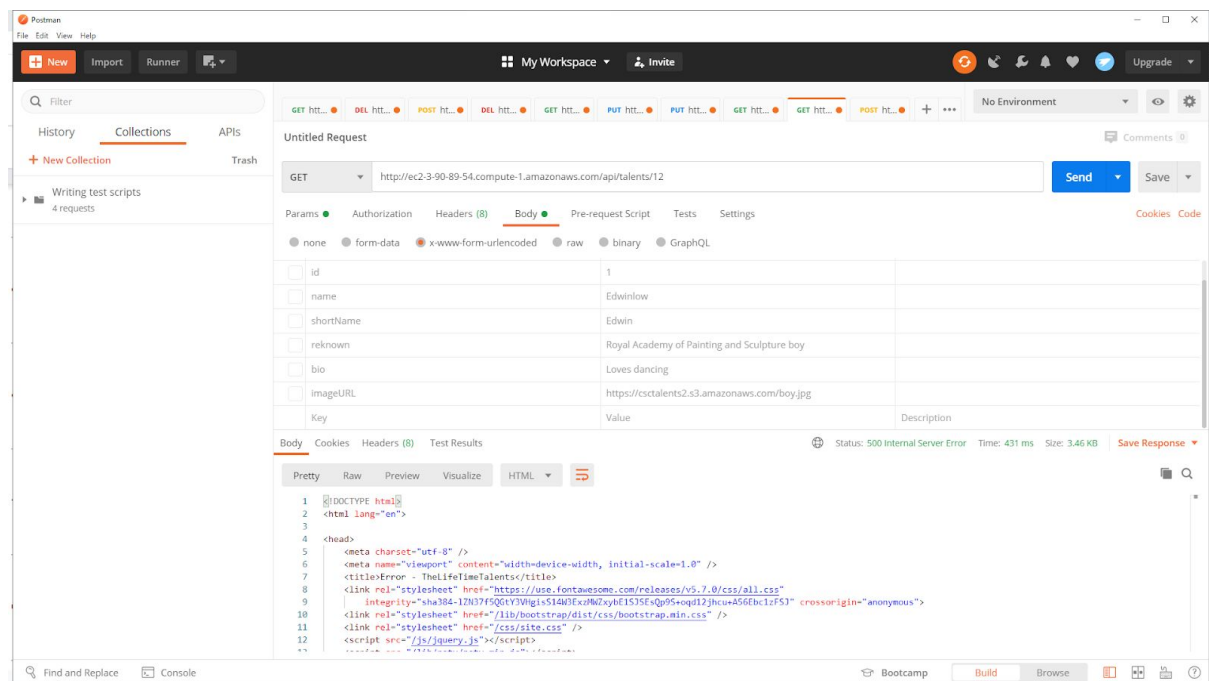 Postman
File Edit View Help
New Import Runner My Workspace Invite Upgrade
Filter
History Collections APIs
+ New Collection Trash
Writing test scripts
4 requests
GET htt... DEL htt... POST htt... DEL htt... GET htt... PUT htt... PUT htt... GET htt... GET htt... POST ht... + ••• No Environment
Untitled Request Comments 0
GET http://ec2-3-90-89-54.compute-1.amazonaws.com/api/talents/12 Send Save
Params Authorization Headers (8) Body Pre-request Script Tests Settings Cookies Code
none form-data x-www-form-urlencoded raw binary GraphQL
id 1
name Edwinlow
shortName Edwin
reknown Royal Academy of Painting and Sculpture boy
bio Loves dancing
imageURL https://csctalents2.s3.amazonaws.com/boy.jpg
Key Value Description
Body Cookies Headers (8) Test Results Status: 500 Internal Server Error Time: 431 ms Size: 3.46 KB Save Response
Pretty Raw Preview Visualize HTML
1 <!DOCTYPE html>
2 <html lang="en">
3
4 <head>
5 <meta charset="utf-8" />
6 <meta name="viewport" content="width=device-width, initial-scale=1.0" />
7 <title>Error - TheLifeTimeTalents</title>
8 <link rel="stylesheet" href="https://use.fontawesome.com/releases/v5.7.0/css/all.css"
9 crossorigin="anonymous">
10 <link rel="stylesheet" href="/lib/bootstrap/dist/css/bootstrap.min.css" />
11 <link rel="stylesheet" href="/css/site.css" />
12 <script src="/js/jquery.js"></script>
Find and Replace Console Bootcamp Build Browse